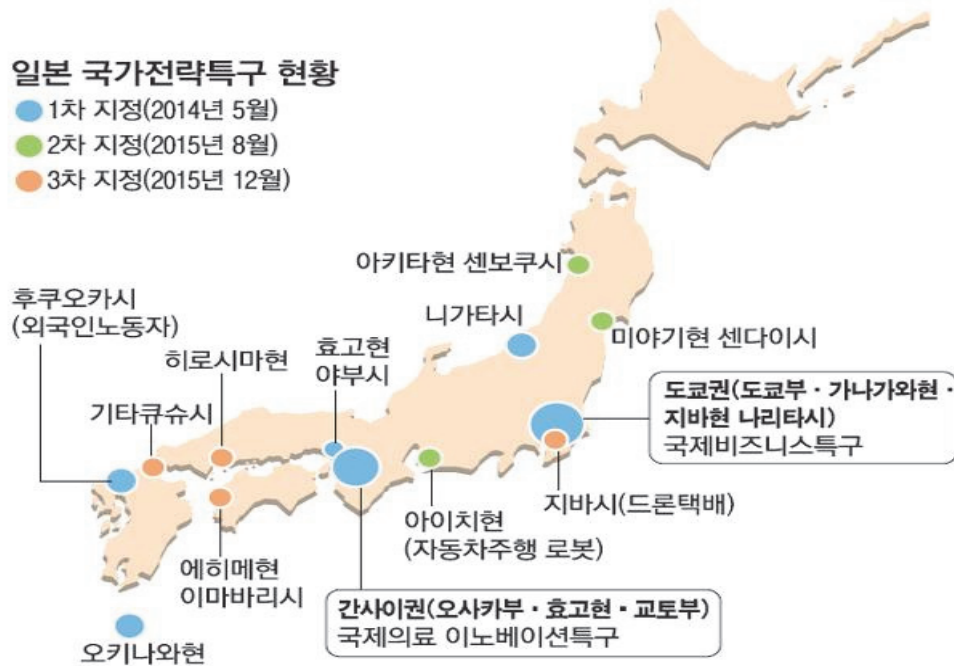 일본 국가전략특구 현황
1차 지정(2014년 5월)
2차 지정(2015년 8월)
3차 지정(2015년 12월)
아키타현 센보쿠시
후쿠오카시
(외국인노동자)
니가타시
미야기현 센다이시
히로시마현
효고현
야부시
기타큐슈시
도쿄권(도쿄부·가나가와현·
지바현 나리타시)
국제비즈니스특구
지바시(드론택배)
아이치현
(자동차주행 로봇)
에히메현
이마바리시
간사이권(오사카부·효고현·교토부)
국제의료 이노베이션특구
오키나와현